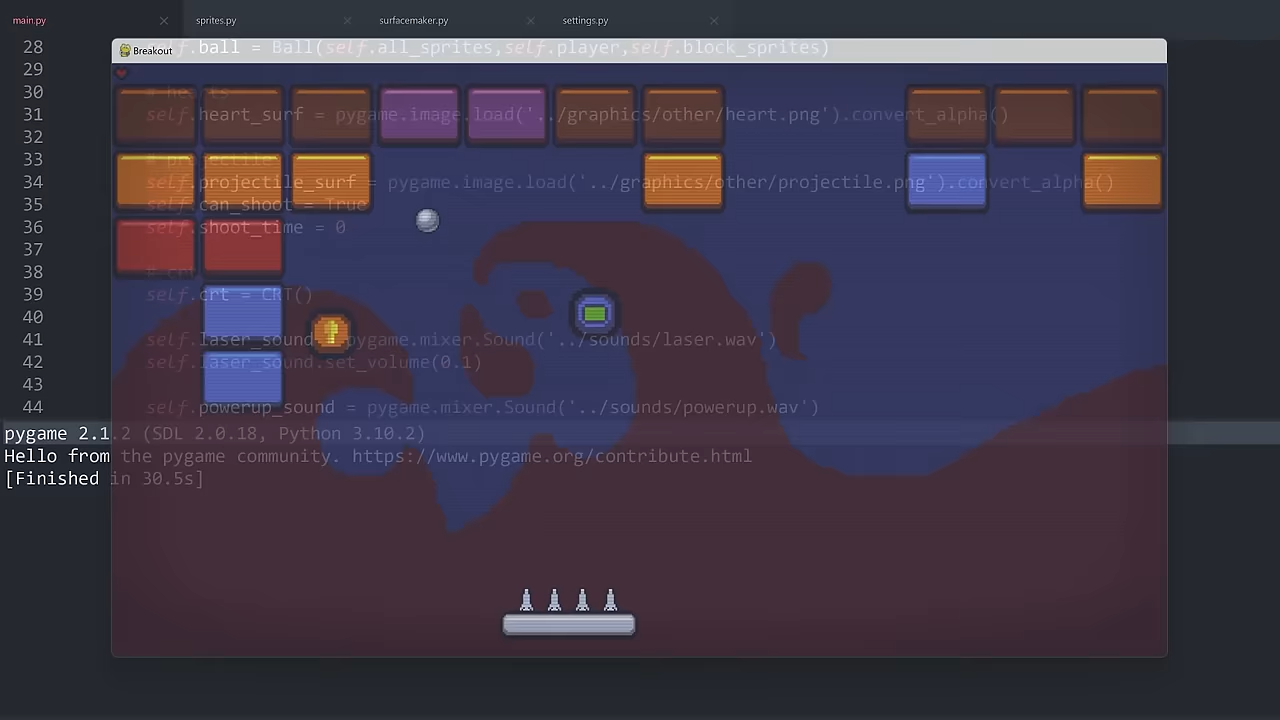 main.py
sprites.py
surfacemaker.py
settings.py
28 self.ball = Ball(self.all_sprites,self.player,self.block_sprites)
Breakout
29
30 # hearts
31 self.heart_surf = pygame.image.load('../graphics/other/heart.png').convert_alpha()
32
33 # projectile
34 self.projectile_surf = pygame.image.load('../graphics/other/projectile.png').convert_alpha()
35 self.can_shoot = True
36 self.shoot_time = 0
37
38 # crt
39 self.crt = CRT()
40
41 self.laser_sound = pygame.mixer.Sound('../sounds/laser.wav')
42 self.laser_sound.set_volume(0.1)
43
44 self.powerup_sound = pygame.mixer.Sound('../sounds/powerup.wav')
pygame 2.1.2 (SDL 2.0.18, Python 3.10.2)
Hello from the pygame community. https://www.pygame.org/contribute.html
[Finished in 30.5s]